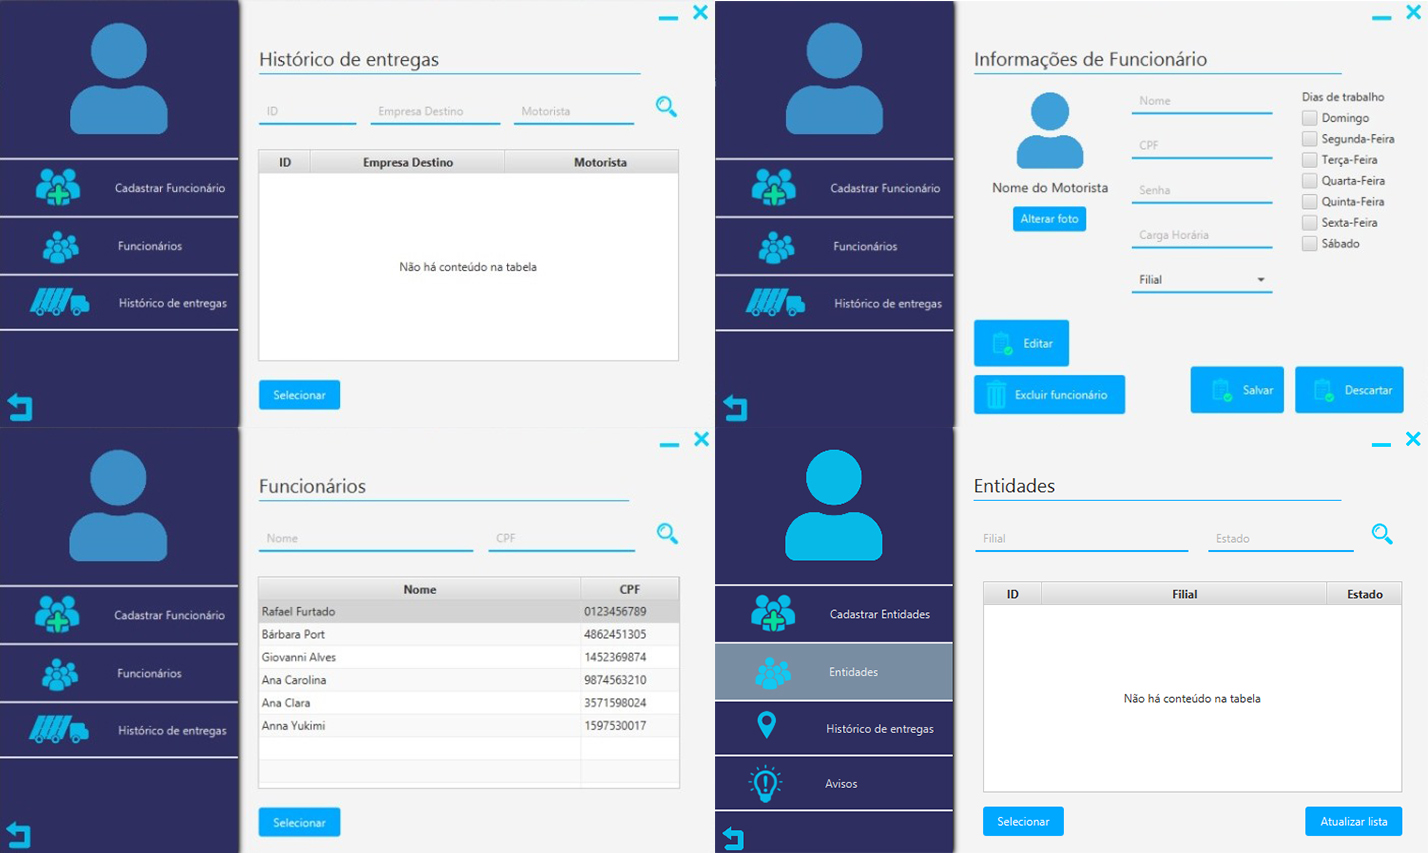 Cadastrar Funcionário
Funcionários
Histórico de entregas
Histórico de entregas
ID Empresa Destino Motorista
ID Empresa Destino Motorista
Não há conteúdo na tabela
Selecionar
Cadastrar Funcionário
Funcionários
Histórico de entregas
Informações de Funcionário
Nome do Motorista
Alterar foto
Nome
CPF
Senha
Carga Horária
Filial
Dias de trabalho
Domingo
Segunda-Feira
Terça-Feira
Quarta-Feira
Quinta-Feira
Sexta-Feira
Sábado
Editar
Excluir funcionário
Salvar
Descartar
Cadastrar Funcionário
Funcionários
Histórico de entregas
Funcionários
Nome CPF
Nome CPF
Rafael Furtado 0123456789
Bárbara Port 4862451305
Giovanni Alves 1452369874
Ana Carolina 9874563210
Ana Clara 3571598024
Anna Yukimi 1597530017
Selecionar
Cadastrar Entidades
Entidades
Histórico de entregas
Avisos
Entidades
Filial Estado
ID Filial Estado
Não há conteúdo na tabela
Selecionar Atualizar lista